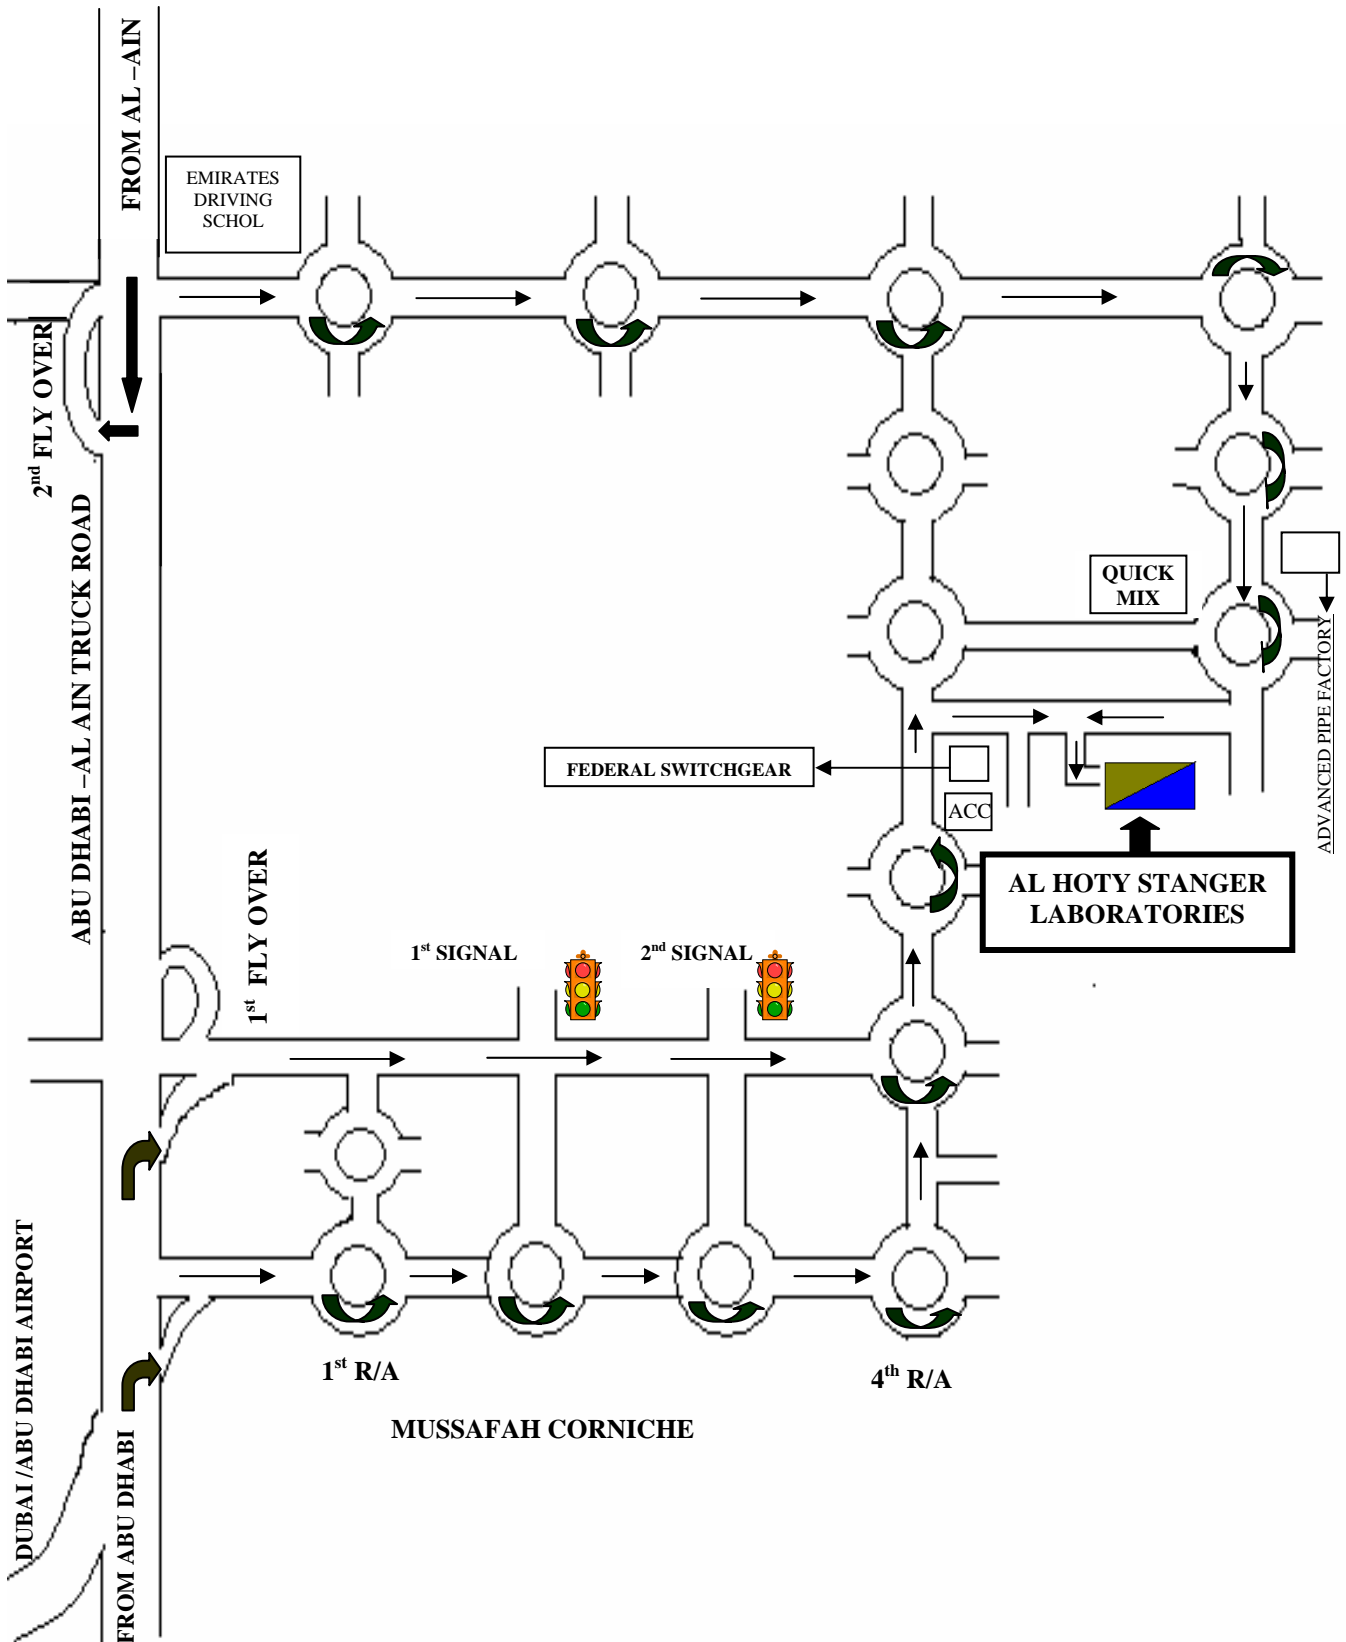 FROM AL –AIN
EMIRATES
DRIVING
SCHOL
2nd FLY OVER
ABU DHABI –AL AIN TRUCK ROAD
QUICK
MIX
ADVANCED PIPE FACTORY
FEDERAL SWITCHGEAR
ACC
AL HOTY STANGER
LABORATORIES
1st FLY OVER
1st SIGNAL
2nd SIGNAL
DUBAI /ABU DHABI AIRPORT
FROM ABU DHABI
1st R/A
4th R/A
MUSSAFAH CORNICHE